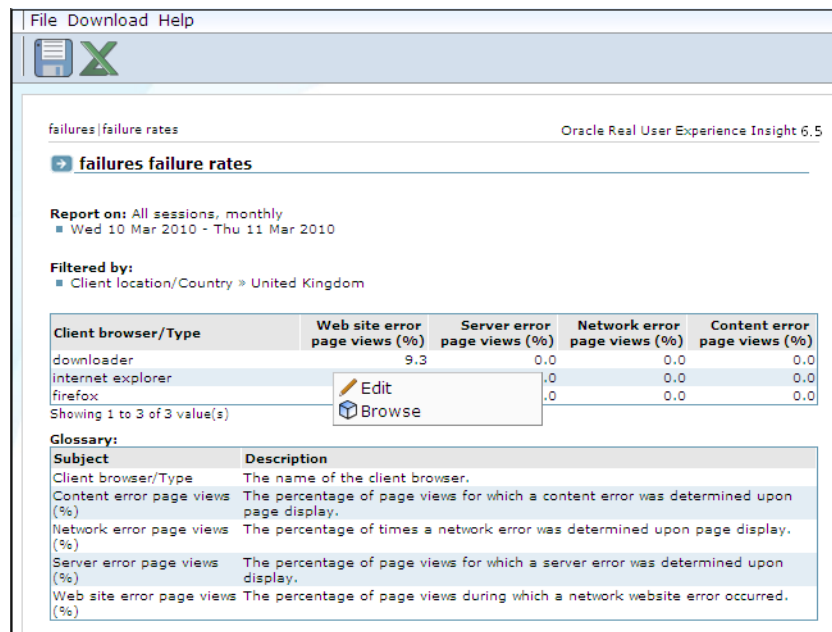 File Download Help
failures|failure rates Oracle Real User Experience Insight 6.5
failures failure rates
Report on: All sessions, monthly
Wed 10 Mar 2010 - Thu 11 Mar 2010
Filtered by:
Client location/Country » United Kingdom
Client browser/Type Web site error page views (%) Server error page views (%) Network error page views (%) Content error page views (%)
downloader 9.3 0.0 0.0 0.0
internet explorer .0 0.0 0.0
firefox .0 0.0 0.0
Edit
Browse
Showing 1 to 3 of 3 value(s)
Glossary:
Subject Description
Client browser/Type The name of the client browser.
Content error page views The percentage of page views for which a content error was determined upon
(%) page display.
Network error page views The percentage of times a network error was determined upon page display.
(%)
Server error page views The percentage of page views for which a server error was determined upon
(%) display.
Web site error page views The percentage of page views during which a network website error occurred.
(%)